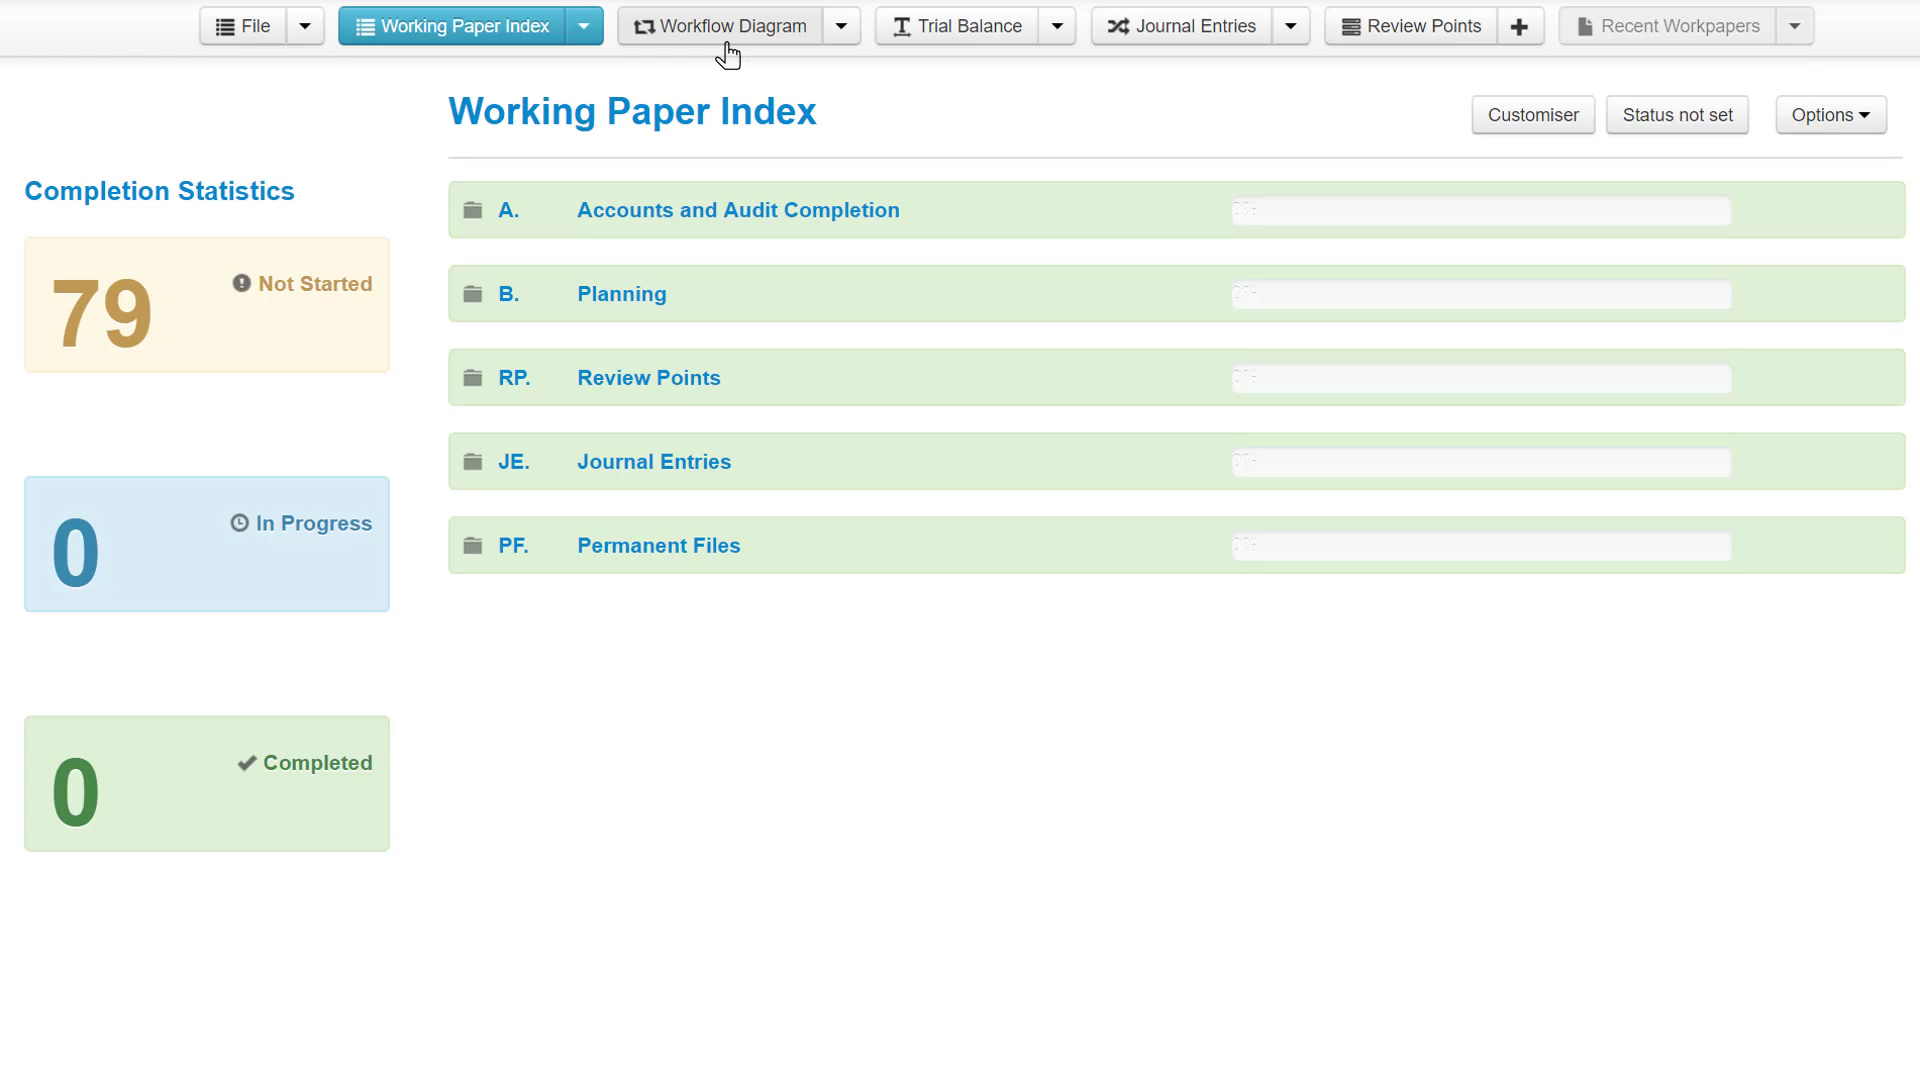 File
Working Paper Index
Workflow Diagram
Trial Balance
Journal Entries
Review Points
Recent Workpapers
Working Paper Index
Customiser
Status not set
Options
Completion Statistics
79
Not Started
0
In Progress
0
Completed
A. Accounts and Audit Completion
B. Planning
RP. Review Points
JE. Journal Entries
PF. Permanent Files